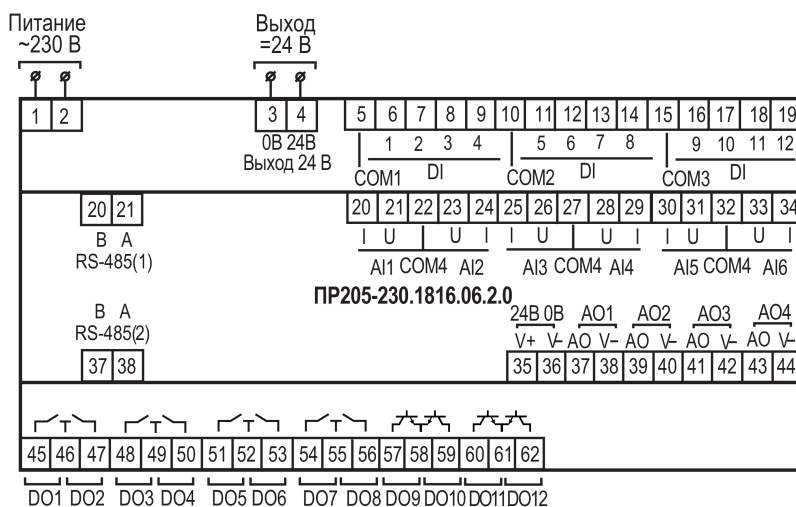 Питание Выход
~230 В =24 В
1 2 3 4 5 6 7 8 9 10 11 12 13 14 15 16 17 18 19
0В 24В 1 2 3 4 5 6 7 8 9 10 11 12
Выход 24 В COM1 DI COM2 DI COM3 DI
20 21 20 21 22 23 24 25 26 27 28 29 30 31 32 33 34
B A I U U I I U U I I U U I
RS-485(1) AI1 COM4 AI2 AI3 COM4 AI4 AI5 COM4 AI6
ПР205-230.1816.06.2.0
B A 24В 0В AO1 AO2 AO3 AO4
RS-485(2) V+ V– AO V– AO V– AO V– AO V–
37 38 35 36 37 38 39 40 41 42 43 44
45 46 47 48 49 50 51 52 53 54 55 56 57 58 59 60 61 62
DO1 DO2 DO3 DO4 DO5 DO6 DO7 DO8 DO9 DO10 DO11 DO12